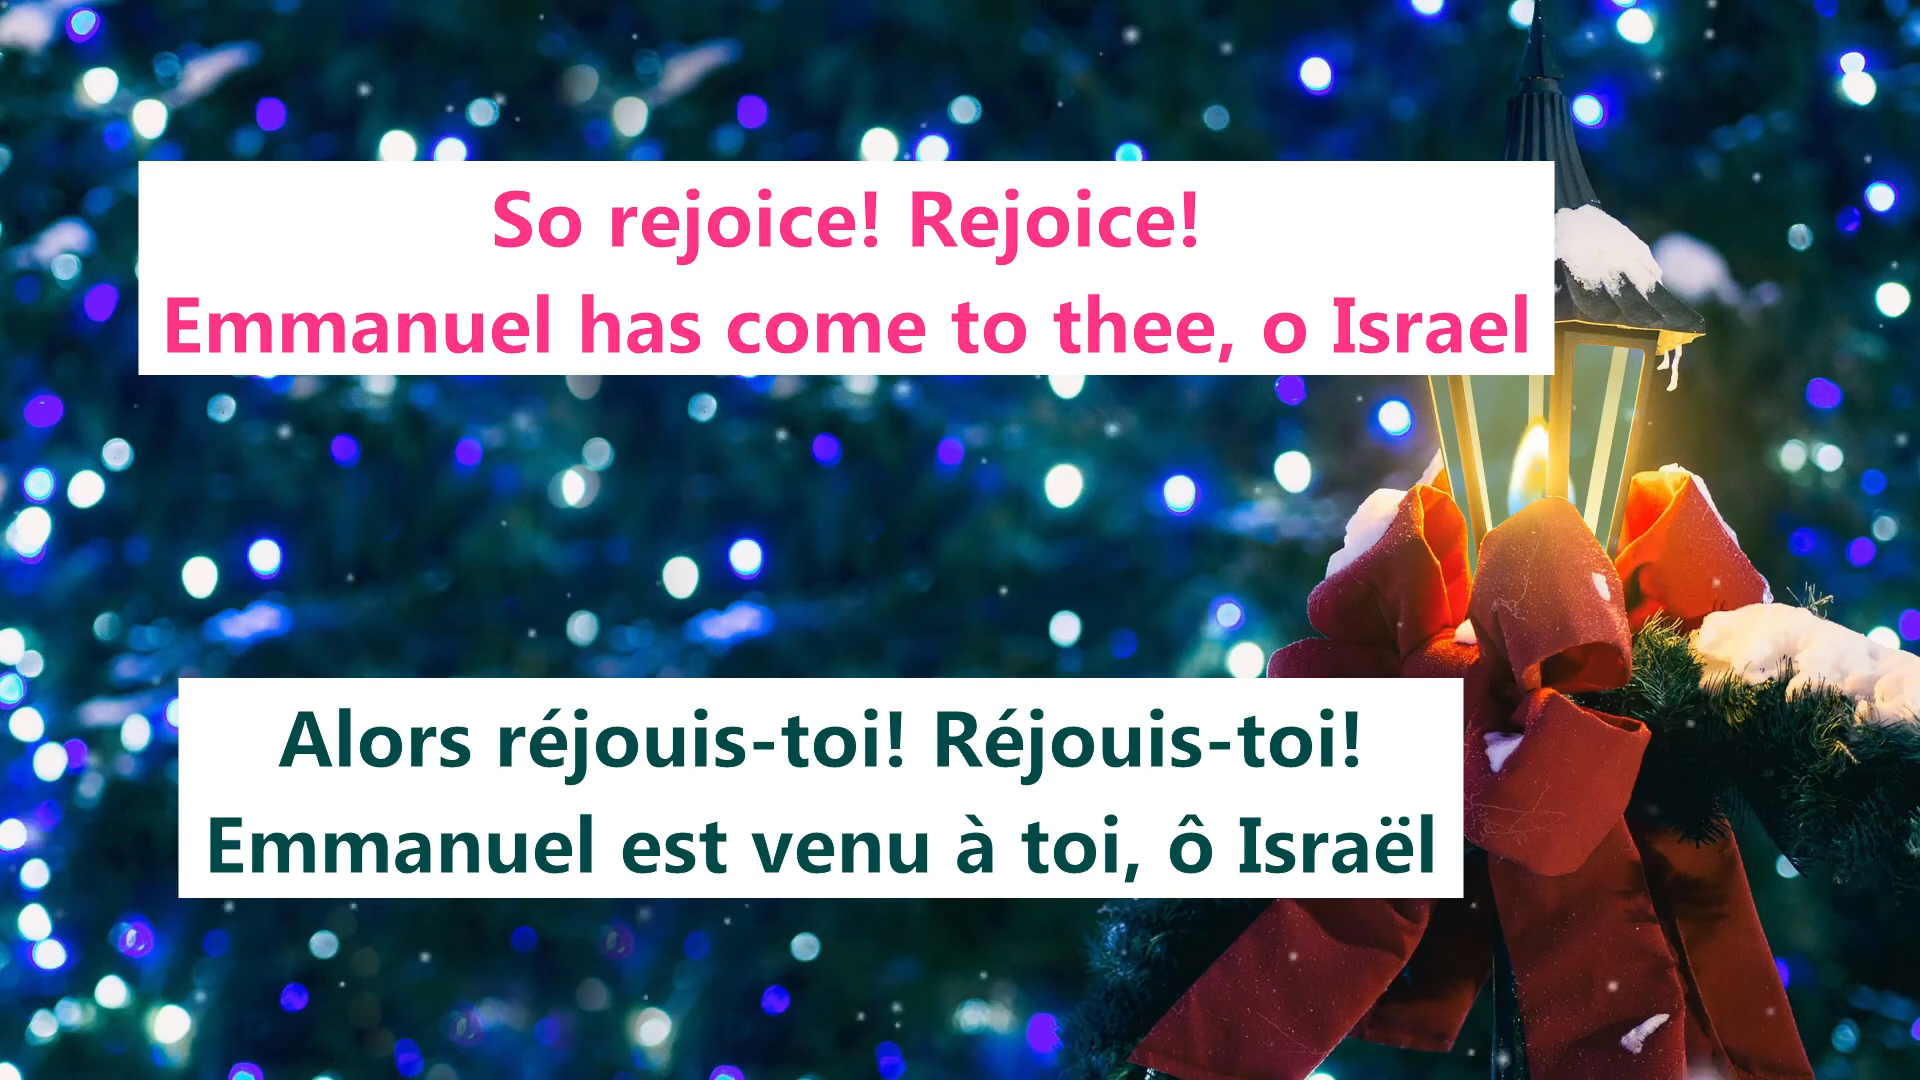 So rejoice! Rejoice!
Emmanuel has come to thee, o Israel
Alors réjouis-toi! Réjouis-toi!
Emmanuel est venu à toi, ô Israël